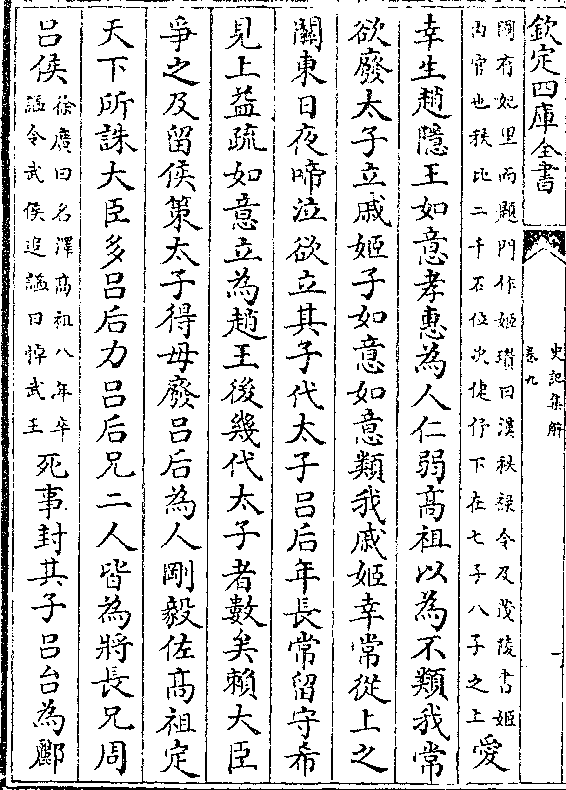 欽定四庫全書
史記集解
卷九
國有妃里而題門作姬瓚曰漢秩祿令及茂陵書姬
內官也秩比二千石位次倢伃下在七子八子之上
愛
幸生趙隱王如意孝惠為人仁弱高祖以為不類我常
欲廢太子立戚姬子如意如意類我戚姬幸常從上之
關東日夜啼泣欲立其子代太子呂后年長常留守希
見上益疏如意立為趙王後幾代太子者數矣賴大臣
爭之及留侯策太子得毋廢呂后為人剛毅佐高祖定
天下所誅大臣多呂后力呂后兄二人皆為將長兄周
呂侯
徐廣曰名澤高祖八年卒
謚令武侯追謚曰悼武王
死事封其子呂台為酈